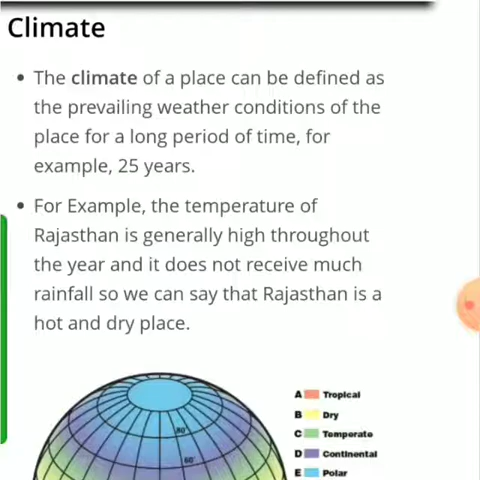 Climate
• The climate of a place can be defined as
the prevailing weather conditions of the
place for a long period of time, for
example, 25 years.
• For Example, the temperature of
Rajasthan is generally high throughout
the year and it does not receive much
rainfall so we can say that Rajasthan is a
hot and dry place.
A Tropical
B Dry
C Temperate
D Continental
E Polar
80°
60°